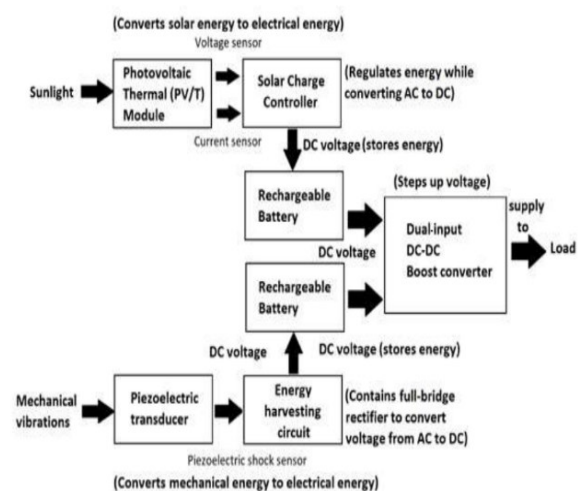 (Converts solar energy to electrical energy)
Voltage sensor
Sunlight
Photovoltaic
Thermal (PV/T)
Module
Solar Charge
Controller
(Regulates energy while
converting AC to DC)
Current sensor
DC voltage (stores energy)
Rechargeable
Battery
(Steps up voltage)
Dual-input
DC-DC
Boost converter
supply
to
Load
DC voltage
Rechargeable
Battery
DC voltage
DC voltage (stores energy)
Mechanical
vibrations
Piezoelectric
transducer
Energy
harvesting
circuit
(Contains full-bridge
rectifier to convert
voltage from AC to DC)
Piezoelectric shock sensor
(Converts mechanical energy to electrical energy)